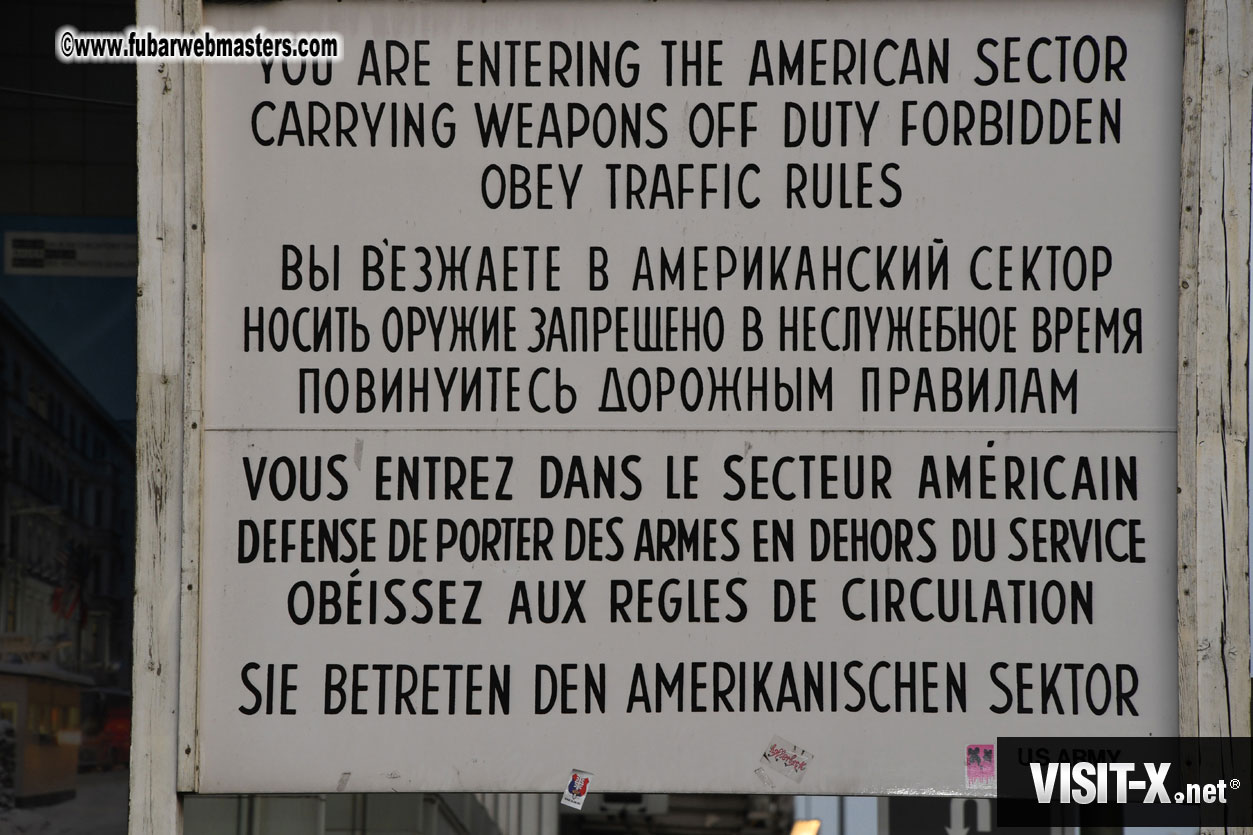 ©www.fubarwebmasters.com
YOU ARE ENTERING THE AMERICAN SECTOR
CARRYING WEAPONS OFF DUTY FORBIDDEN
OBEY TRAFFIC RULES
ВЫ В'ЕЗЖАЕТЕ В АМЕРИКАНСКИЙ СЕКТОР
НОСИТЬ ОРУЖИЕ ЗАПРЕЩЕНО В НЕСЛУЖЕБНОЕ ВРЕМЯ
ПОВИНУИТЕСЬ ДОРОЖНЫМ ПРАВИЛАМ
VOUS ENTREZ DANS LE SECTEUR AMÉRICAIN
DEFENSE DE PORTER DES ARMES EN DEHORS DU SERVICE
OBÉISSEZ AUX REGLES DE CIRCULATION
SIE BETRETEN DEN AMERIKANISCHEN SEKTOR
US ARMY
VISIT-X.net®